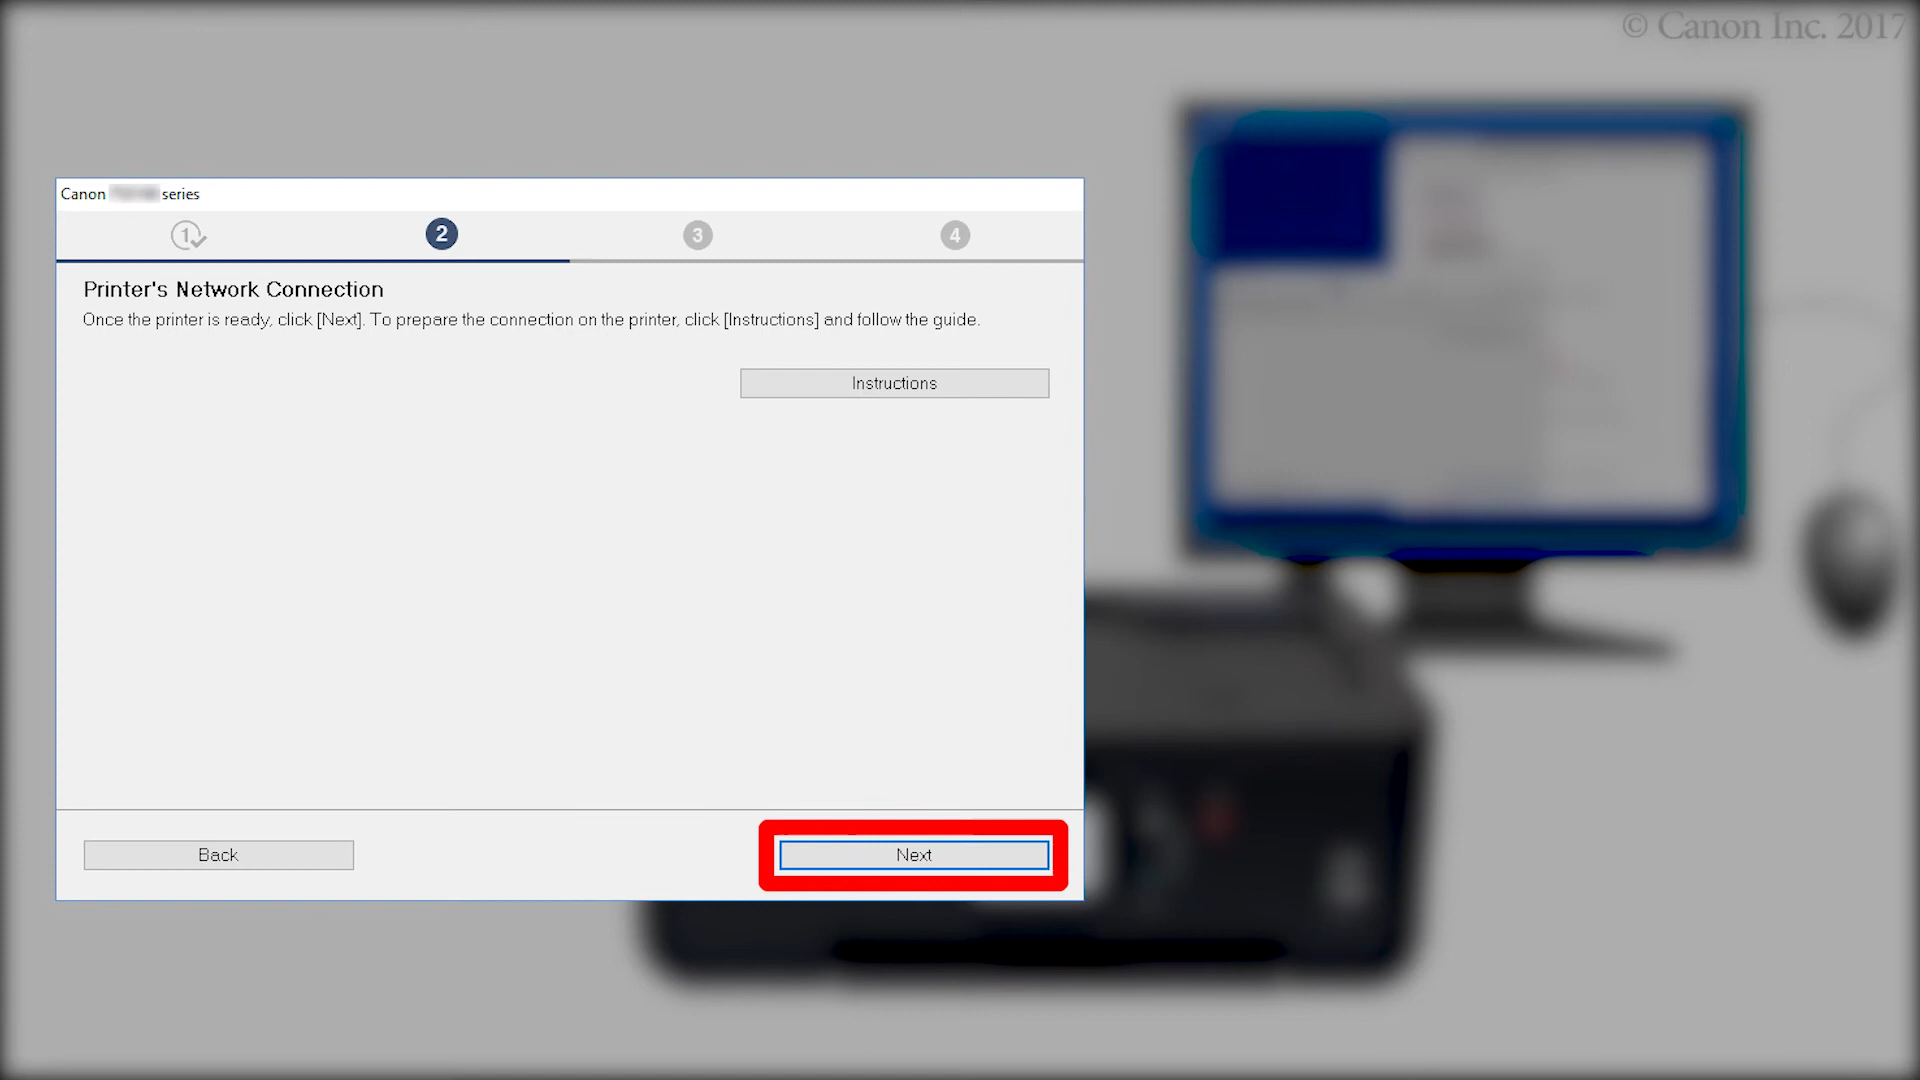 © Canon Inc. 2017
Canon series
1 2 3 4
Printer's Network Connection
Once the printer is ready, click [Next]. To prepare the connection on the printer, click [Instructions] and follow the guide.
Instructions
Back Next